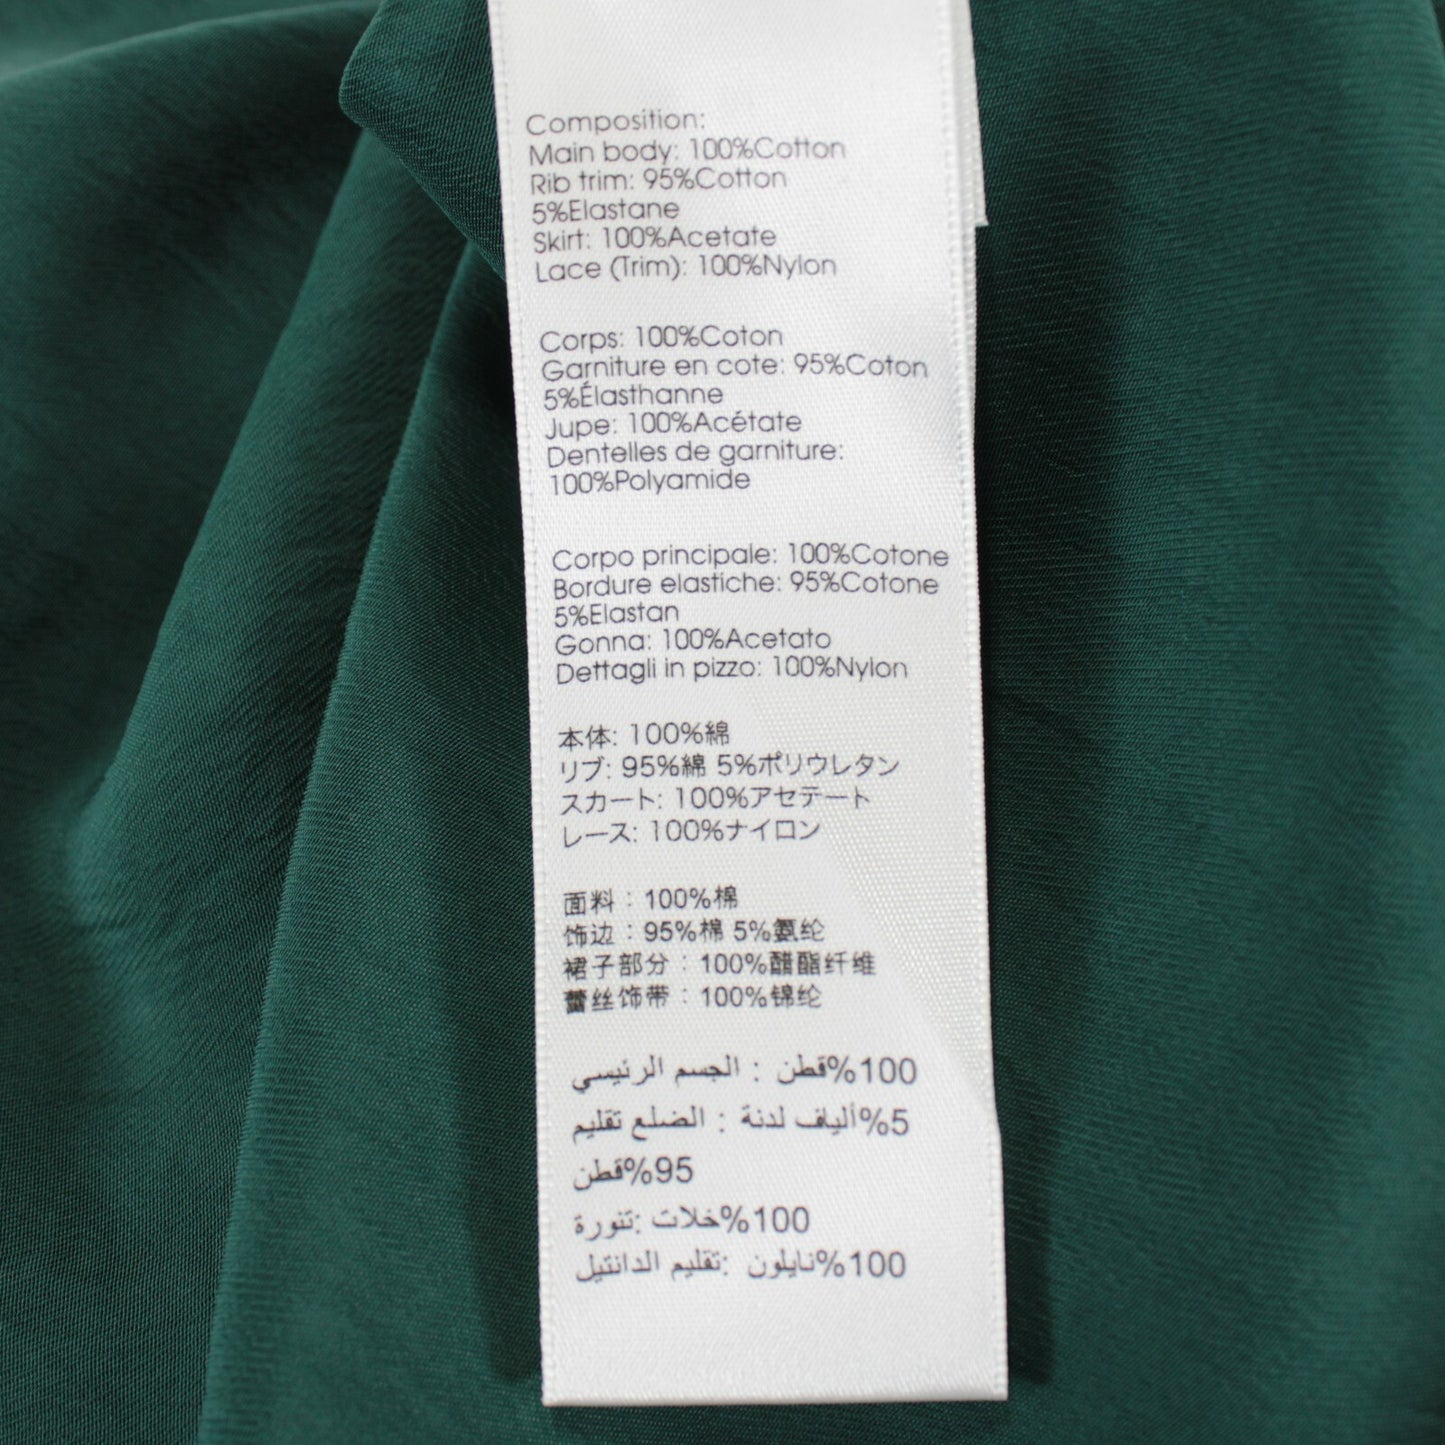 Composition:
Main body: 100%Cotton
Rib trim: 95%Cotton
5%Elastane
Skirt: 100%Acetate
Lace (Trim): 100%Nylon
Corps: 100%Coton
Garniture en cote: 95%Coton
5%Élasthanne
Jupe: 100%Acétate
Dentelles de garniture:
100%Polyamide
Corpo principale: 100%Cotone
Bordure elastiche: 95%Cotone
5%Elastan
Gonna: 100%Acetato
Dettagli in pizzo: 100%Nylon
本体: 100%綿
リブ: 95%綿 5%ポリウレタン
スカート: 100%アセテート
レース: 100%ナイロン
面料：100%棉
饰边：95%棉 5%氨纶
裙子部分：100%醋酯纤维
蕾丝饰带：100%锦纶
100%قطن : الجسم الرئيسي
5%ألياف لدنة : الضلع تقليم
95%قطن
100%خلات :تنورة
100%نايلون :تقليم الدانتيل